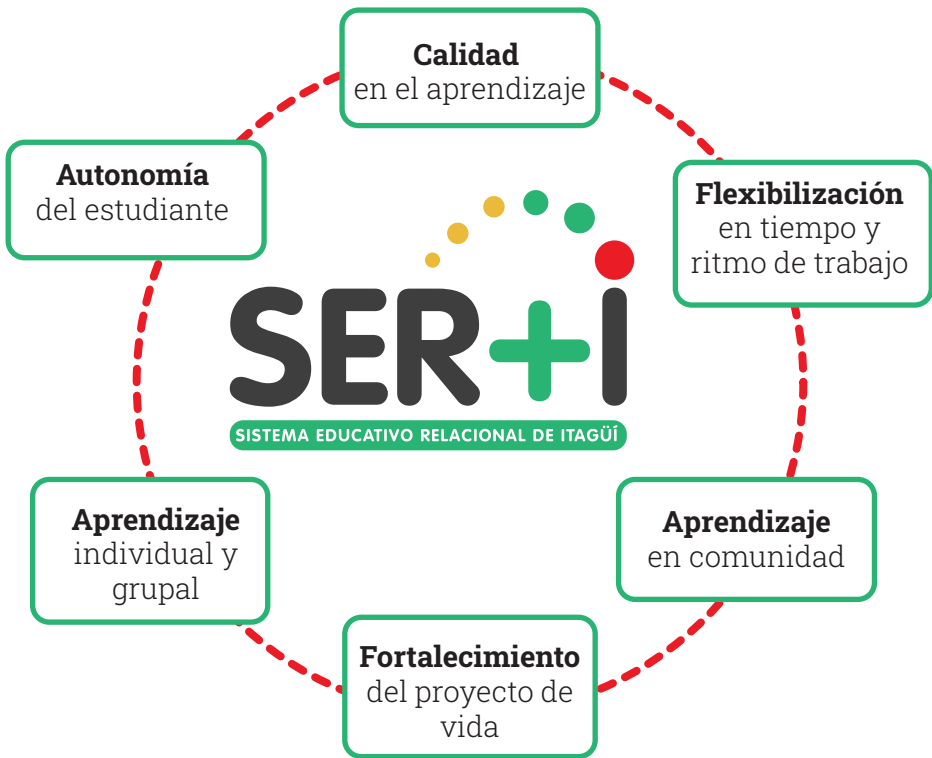 Calidad
en el aprendizaje
Autonomía
del estudiante
Flexibilización
en tiempo y
ritmo de trabajo
SER+i
SISTEMA EDUCATIVO RELACIONAL DE ITAGÜÍ
Aprendizaje
individual y
grupal
Aprendizaje
en comunidad
Fortalecimiento
del proyecto de
vida